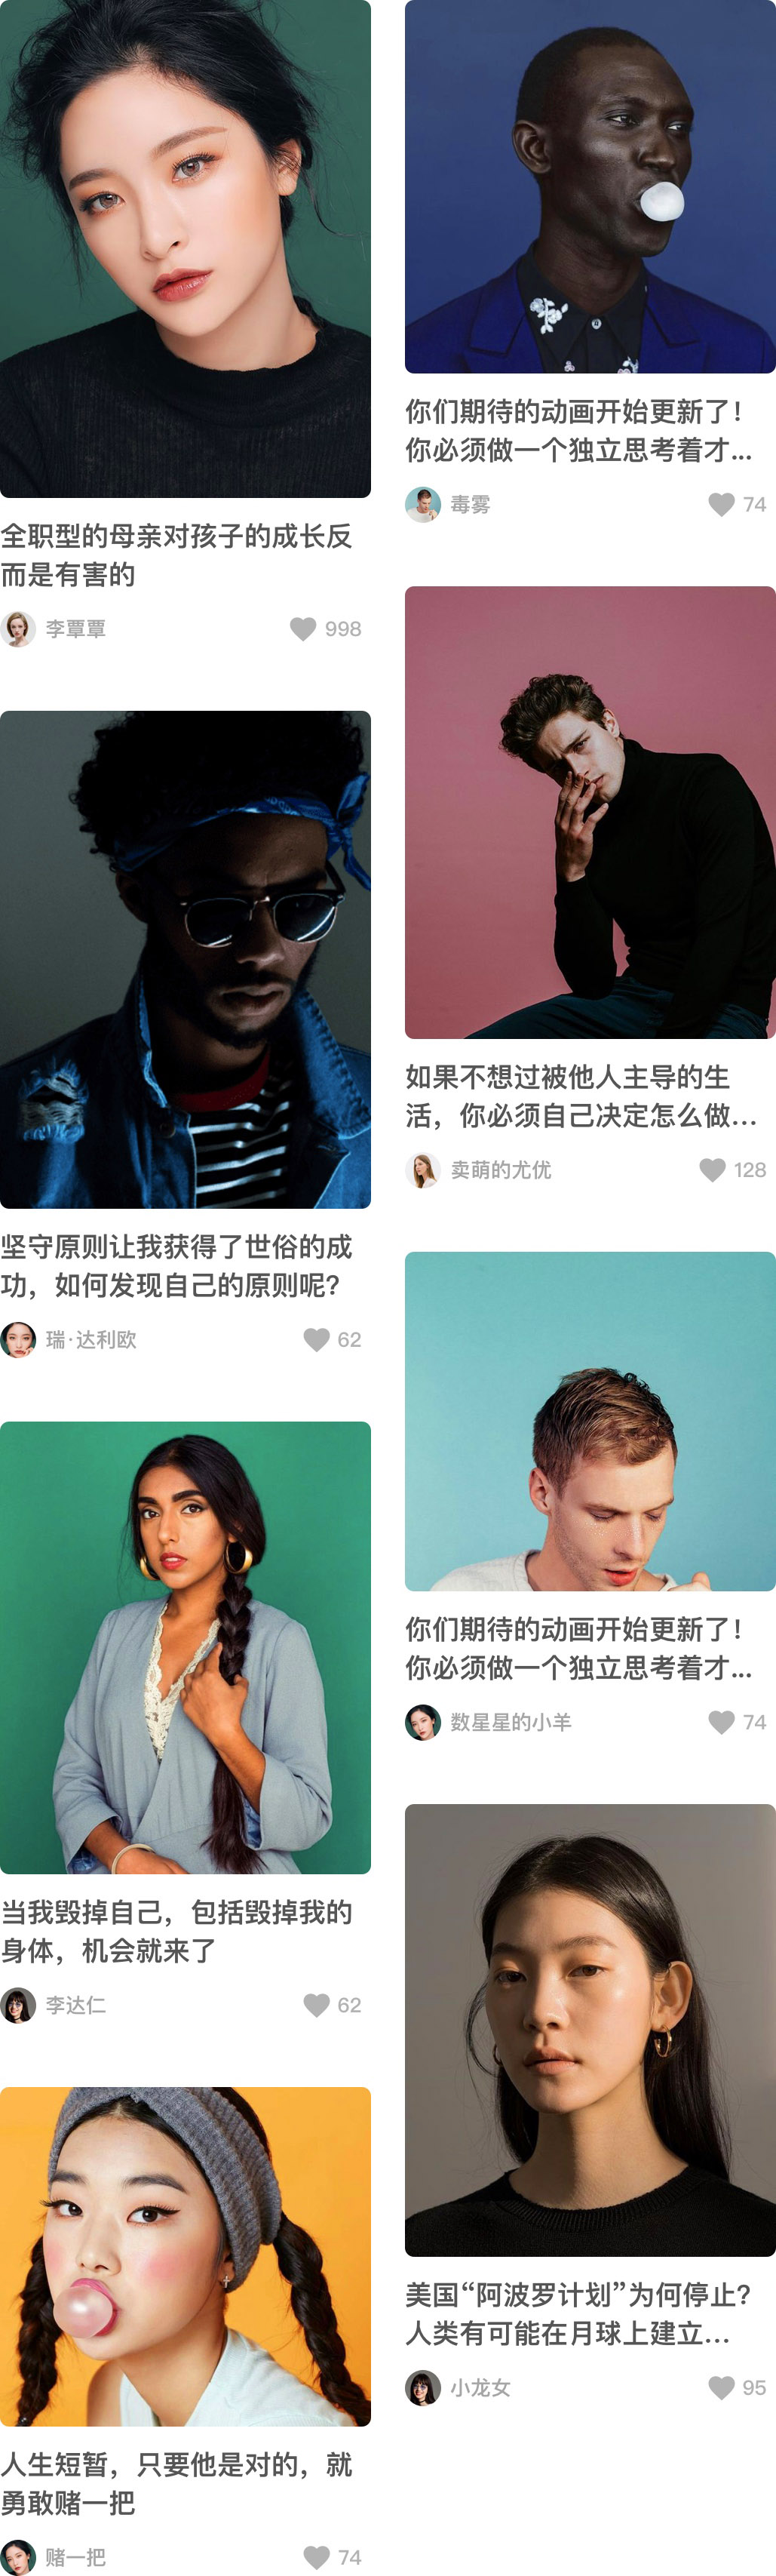 全职型的母亲对孩子的成长反
而是有害的
李覃覃
998
坚守原则让我获得了世俗的成
功，如何发现自己的原则呢？
瑞·达利欧
62
当我毁掉自己，包括毁掉我的
身体，机会就来了
李达仁
62
人生短暂，只要他是对的，就
勇敢赌一把
赌一把
74
你们期待的动画开始更新了！
你必须做一个独立思考着才...
毒雾
74
如果不想过被他人主导的生
活，你必须自己决定怎么做...
卖萌的尤优
128
你们期待的动画开始更新了！
你必须做一个独立思考着才...
数星星的小羊
74
美国“阿波罗计划”为何停止？
人类有可能在月球上建立...
小龙女
95